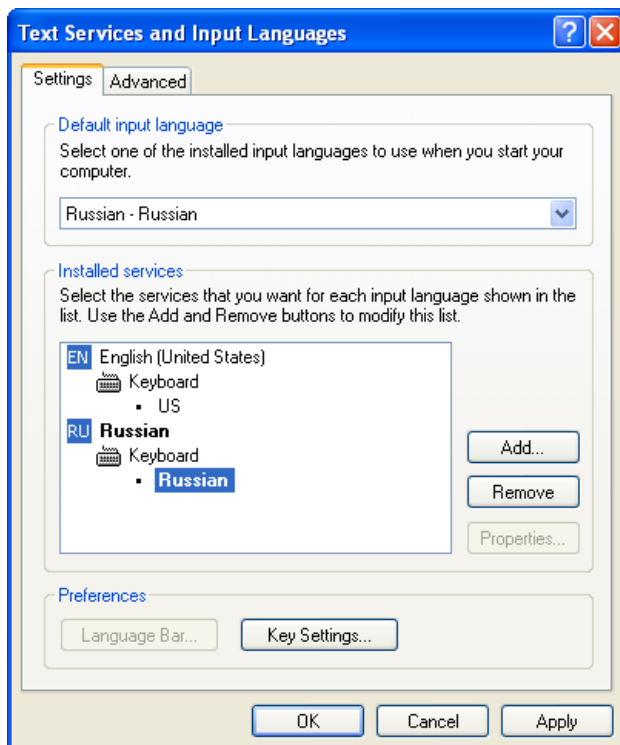 Text Services and Input Languages
Settings
Advanced
Default input language
Select one of the installed input languages to use when you start your
computer.
Russian - Russian
Installed services
Select the services that you want for each input language shown in the
list. Use the Add and Remove buttons to modify this list.
EN English (United States)
Keyboard
US
RU Russian
Keyboard
Russian
Add...
Remove
Properties...
Preferences
Language Bar...
Key Settings...
OK
Cancel
Apply